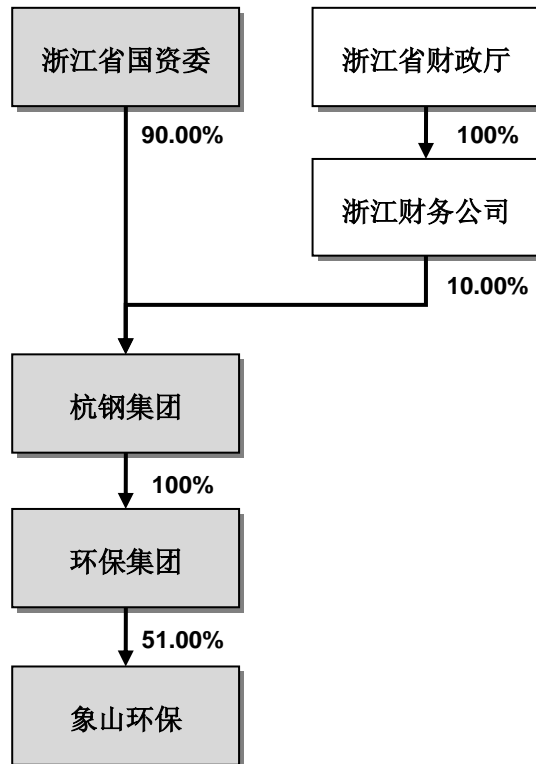 浙江省国资委
浙江省财政厅
90.00%
100%
浙江财务公司
10.00%
杭钢集团
100%
环保集团
51.00%
象山环保